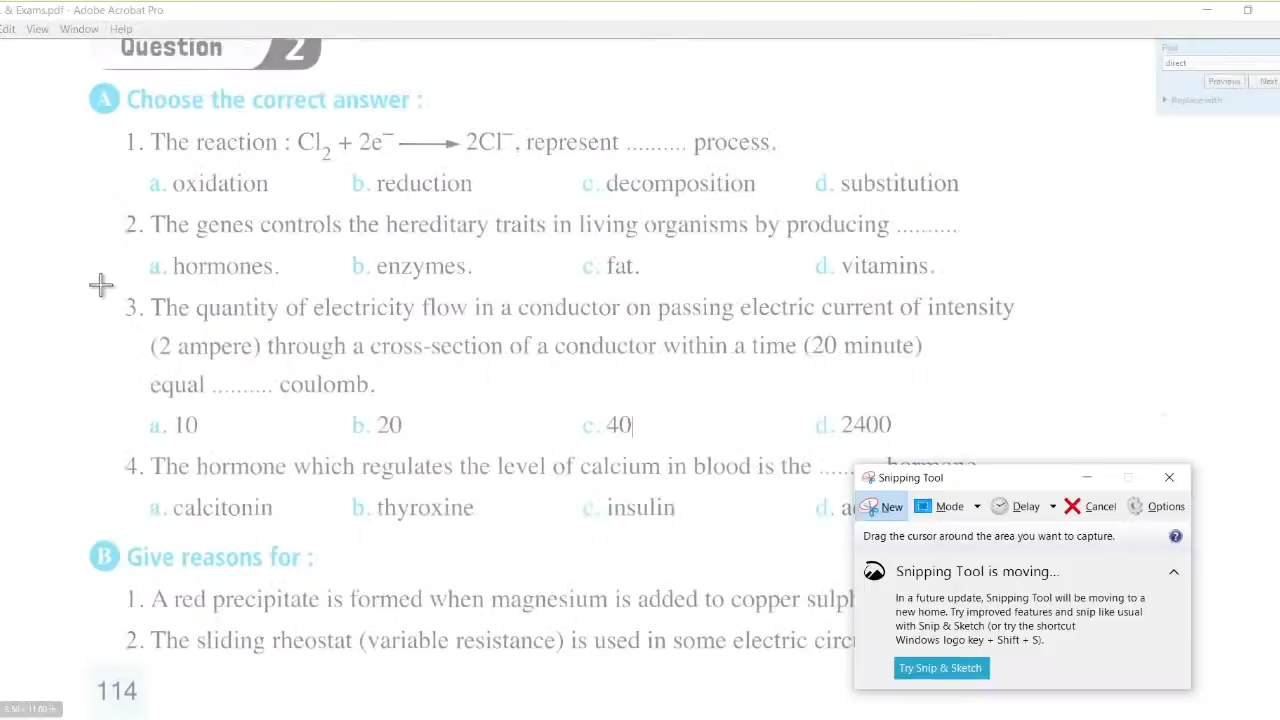 . & Exams.pdf - Adobe Acrobat Pro
Edit View Window Help
Question 2
Find
direct
Previous Next
Replace with
A Choose the correct answer :
1. The reaction : Cl₂ + 2e⁻ ⟶ 2Cl⁻, represent .......... process.
a. oxidation b. reduction c. decomposition d. substitution
2. The genes controls the hereditary traits in living organisms by producing ..........
a. hormones. b. enzymes. c. fat. d. vitamins.
3. The quantity of electricity flow in a conductor on passing electric current of intensity
(2 ampere) through a cross-section of a conductor within a time (20 minute)
equal .......... coulomb.
a. 10 b. 20 c. 40 d. 2400
4. The hormone which regulates the level of calcium in blood is the ...... hormone
a. calcitonin b. thyroxine c. insulin d. a
B Give reasons for :
1. A red precipitate is formed when magnesium is added to copper sulph
2. The sliding rheostat (variable resistance) is used in some electric circ
114
8.50 x 11.00 in
Snipping Tool
New Mode Delay Cancel Options
Drag the cursor around the area you want to capture.
Snipping Tool is moving...
In a future update, Snipping Tool will be moving to a
new home. Try improved features and snip like usual
with Snip & Sketch (or try the shortcut
Windows logo key + Shift + S).
Try Snip & Sketch